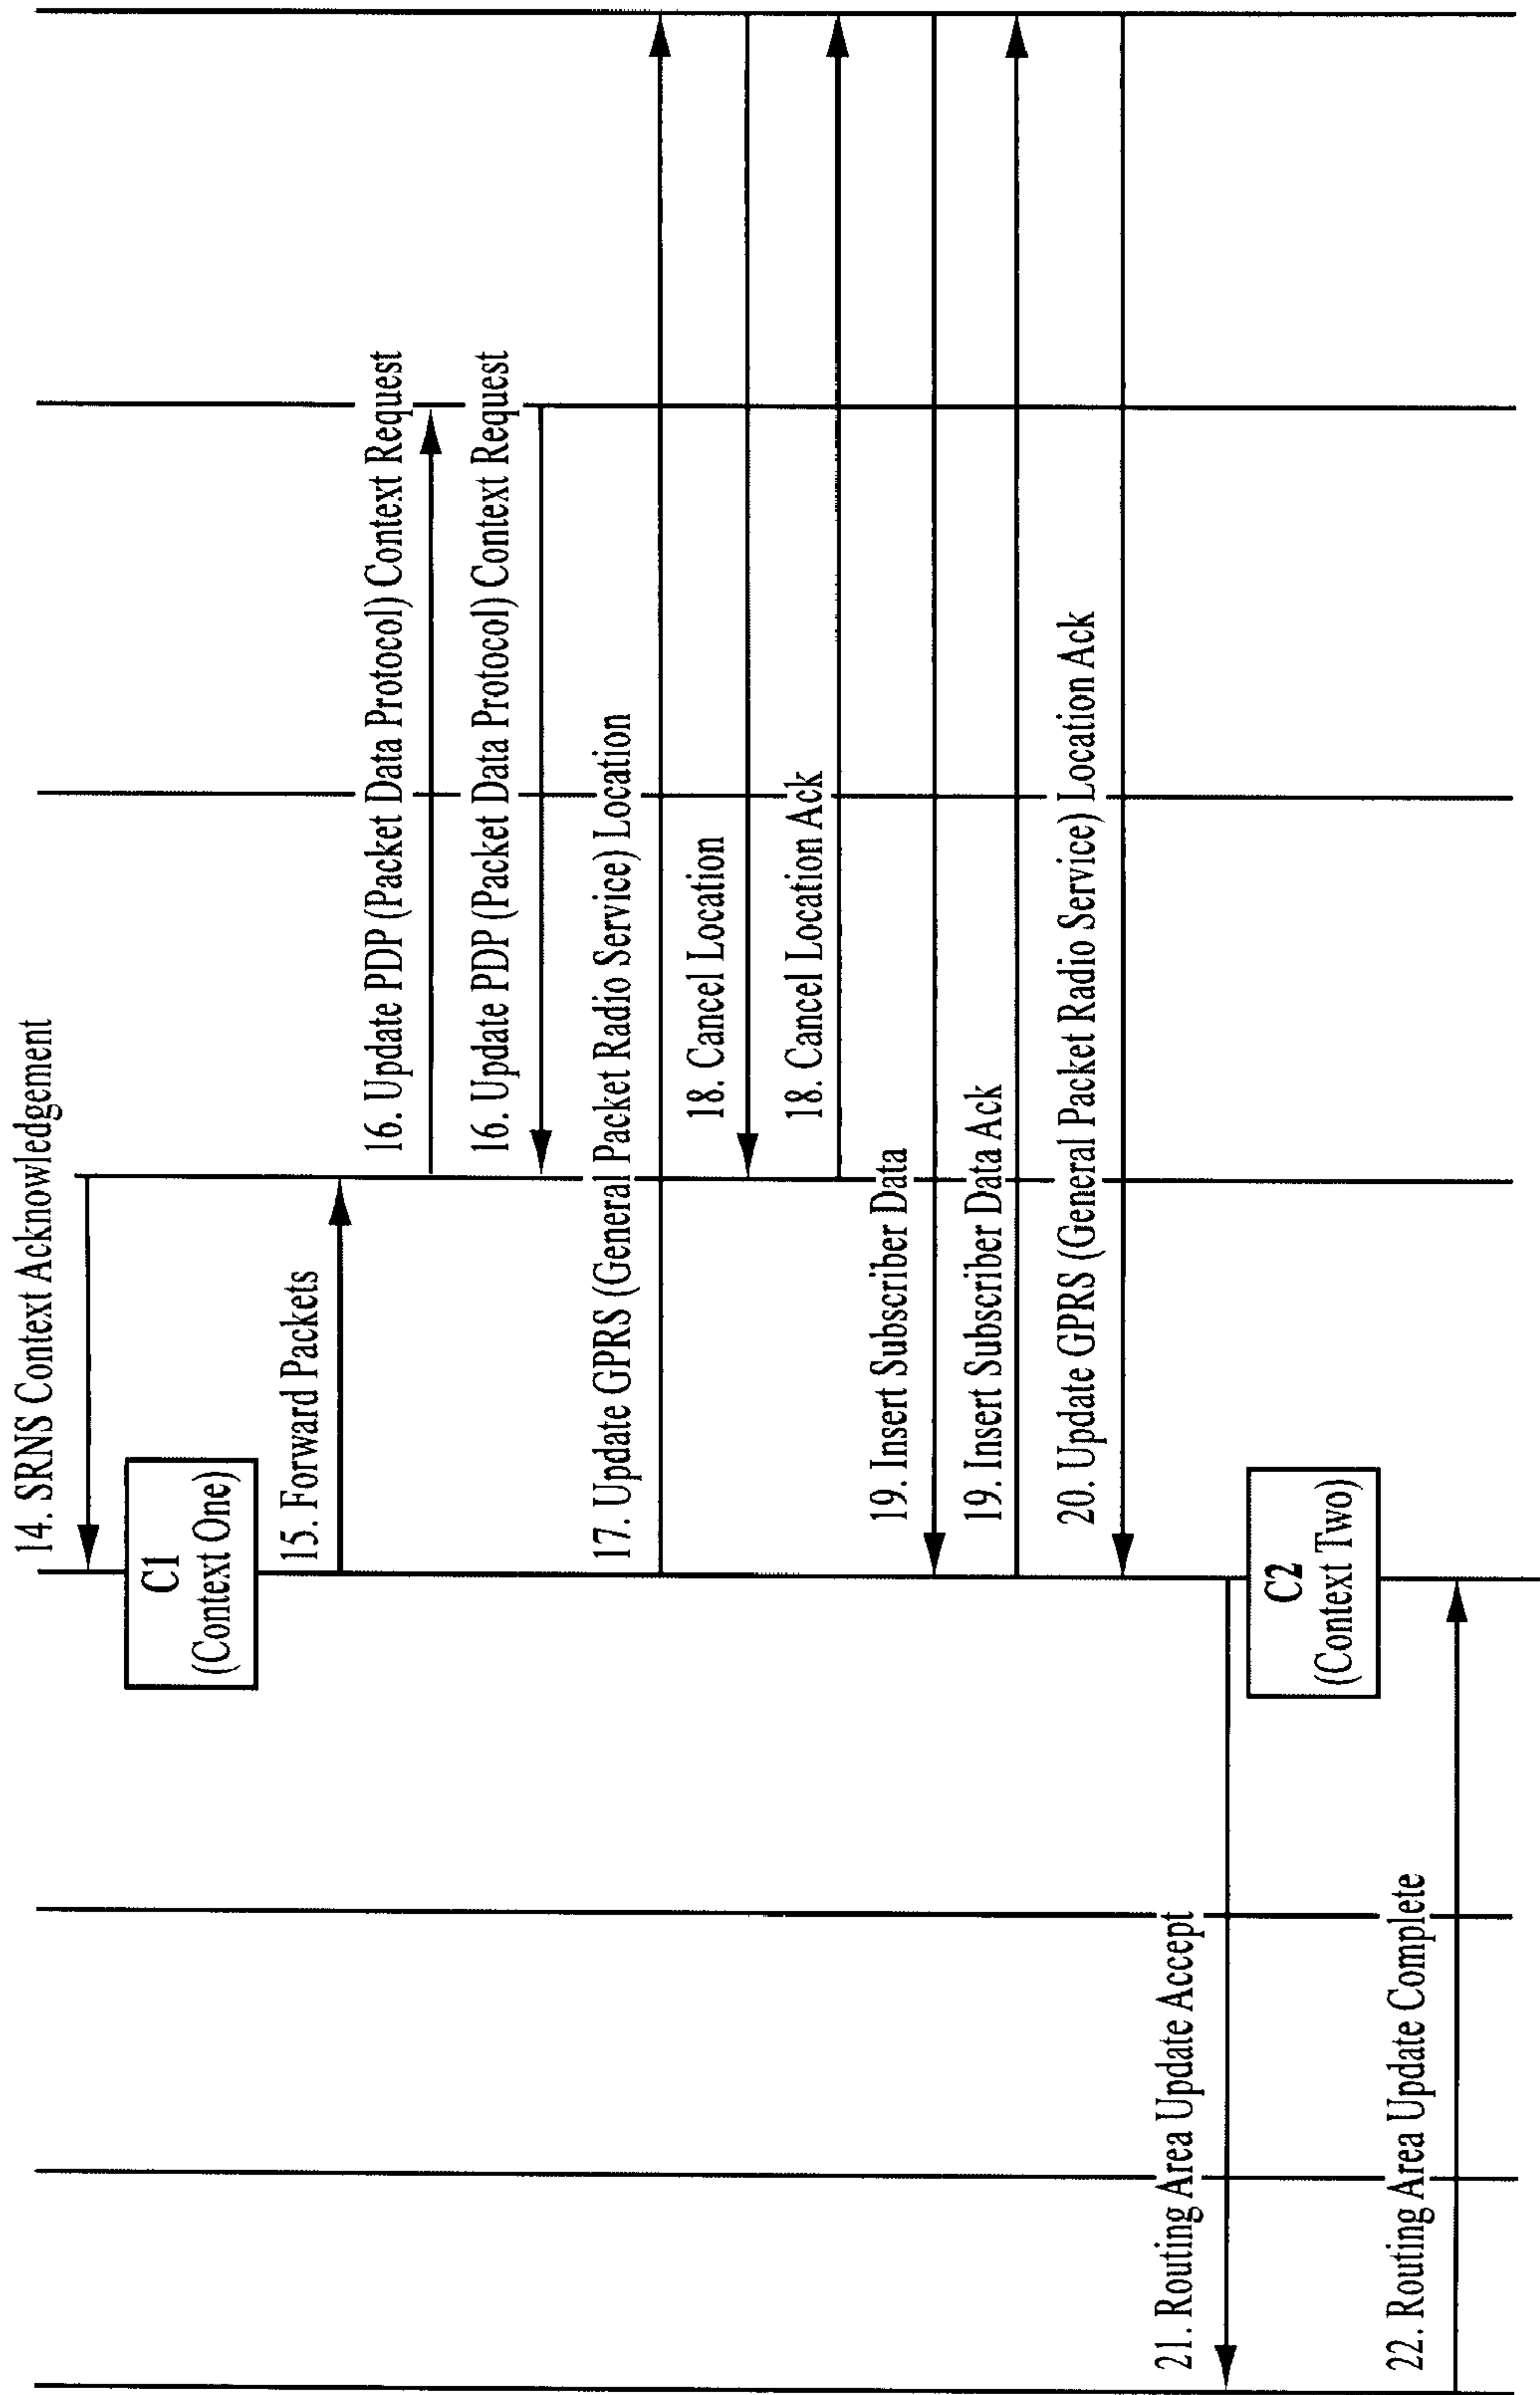 14. SRNS Context Acknowledgement
C1
(Context One)
15. Forward Packets
16. Update PDP (Packet Data Protocol) Context Request
16. Update PDP (Packet Data Protocol) Context Request
17. Update GPRS (General Packet Radio Service) Location
18. Cancel Location
18. Cancel Location Ack
19. Insert Subscriber Data
19. Insert Subscriber Data Ack
20. Update GPRS (General Packet Radio Service) Location Ack
21. Routing Area Update Accept
C2
(Context Two)
22. Routing Area Update Complete